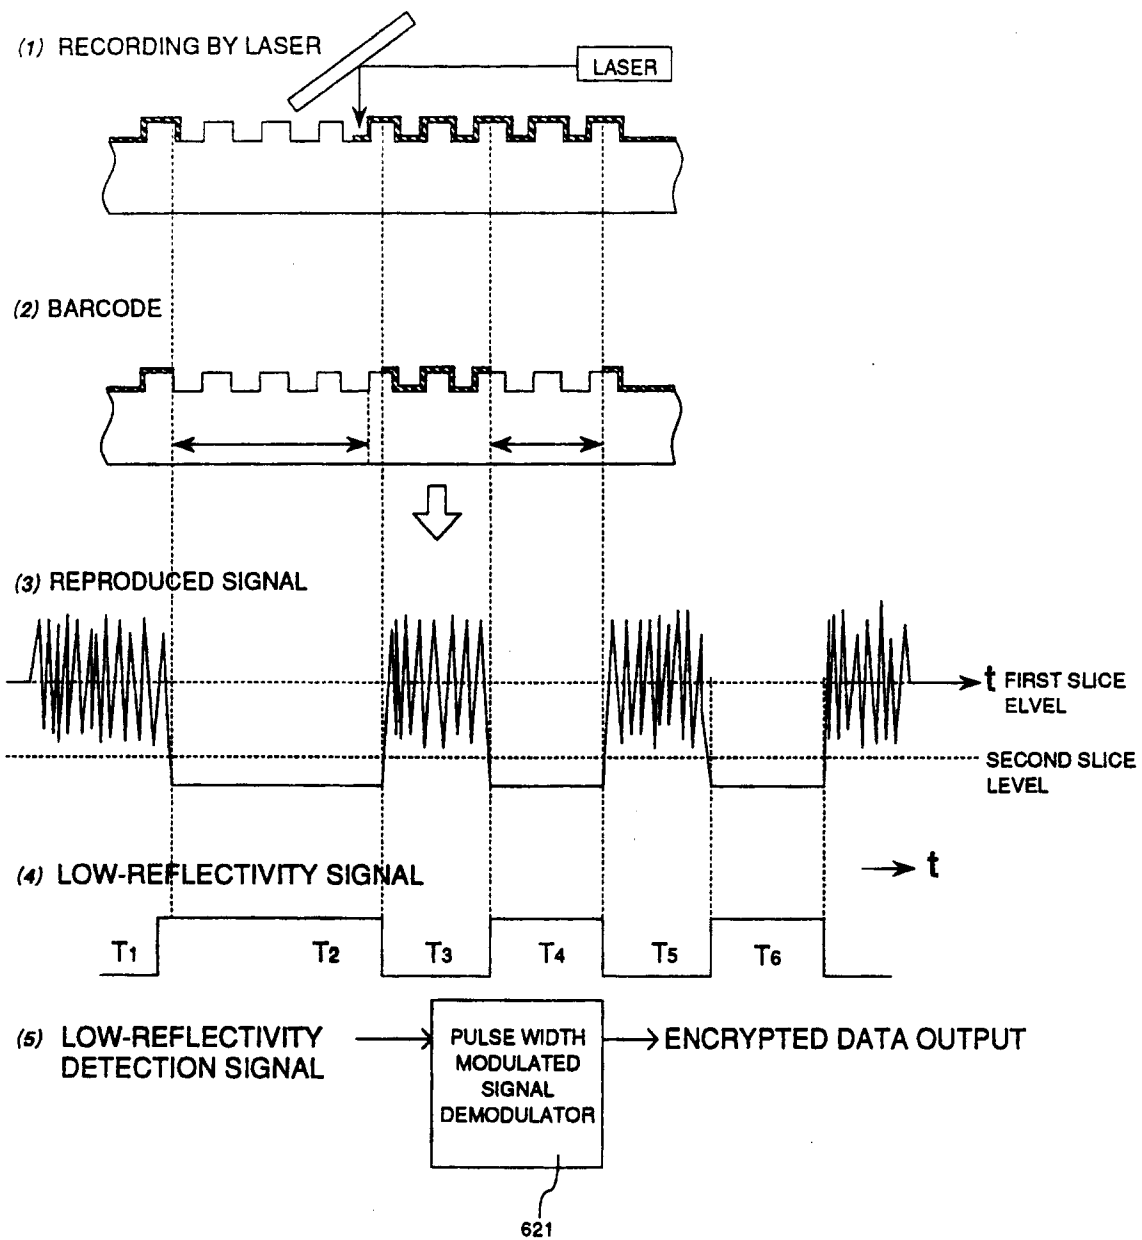 (1) RECORDING BY LASER
LASER
(2) BARCODE
(3) REPRODUCED SIGNAL
t FIRST SLICE
ELVEL
SECOND SLICE
LEVEL
(4) LOW-REFLECTIVITY SIGNAL
t
T1 T2 T3 T4 T5 T6
(5) LOW-REFLECTIVITY
DETECTION SIGNAL
PULSE WIDTH
MODULATED
SIGNAL
DEMODULATOR
ENCRYPTED DATA OUTPUT
621